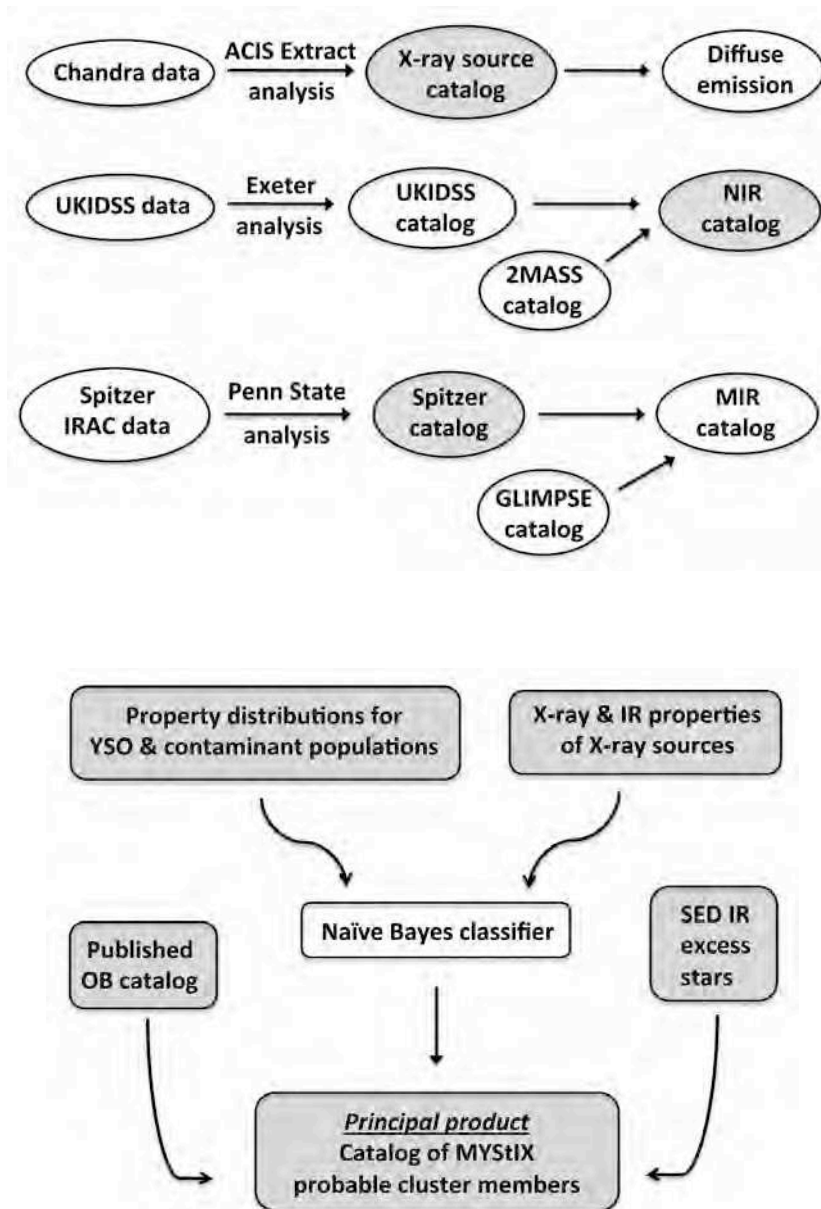 Chandra data
ACIS Extract
analysis
X-ray source
catalog
Diffuse
emission
UKIDSS data
Exeter
analysis
UKIDSS
catalog
NIR
catalog
2MASS
catalog
Spitzer
IRAC data
Penn State
analysis
Spitzer
catalog
MIR
catalog
GLIMPSE
catalog
Property distributions for
YSO & contaminant populations
X-ray & IR properties
of X-ray sources
Naïve Bayes classifier
Published
OB catalog
SED IR
excess
stars
Principal product
Catalog of MYStIX
probable cluster members